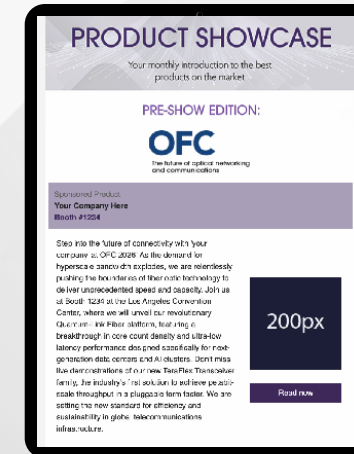 PRODUCT SHOWCASE
Your monthly introduction to the best
products on the market
PRE-SHOW EDITION:
OFC
The future of optical networking
and communications
Sponsored Product
Your Company Here
Booth #1234
Step into the future of connectivity with 'your
company' at OFC 2026. As the demand for
hyperscale bandwidth explodes, we are relentlessly
pushing the boundaries of fiber optic technology to
deliver unprecedented speed and capacity. Join us
at Booth 1234 at the Los Angeles Convention
Center, where we will unveil our revolutionary
Quantum-Link Fiber platform, featuring a
breakthrough in core count density and ultra-low
latency performance designed specifically for next-
generation data centers and AI clusters. Don't miss
live demonstrations of our new TeraFlex Transceiver
family, the industry's first solution to achieve petabit-
scale throughput in a pluggable form factor. We are
setting the new standard for efficiency and
sustainability in global telecommunications
infrastructure.
200px
Read now